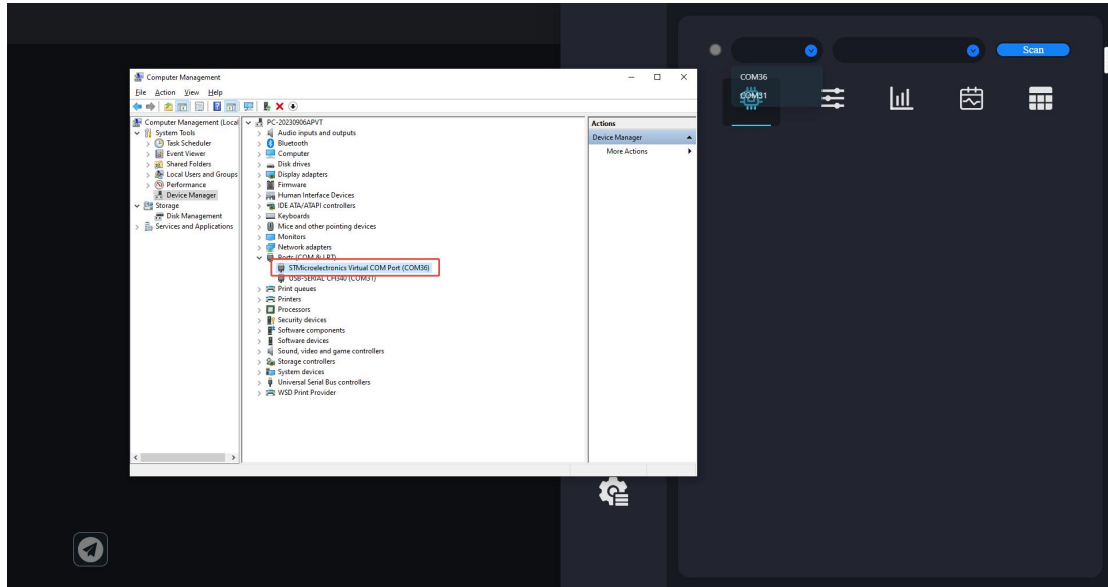 Computer Management
File Action View Help
Computer Management (Local
System Tools
Task Scheduler
Event Viewer
Shared Folders
Local Users and Groups
Performance
Device Manager
Storage
Disk Management
Services and Applications
PC-20230906APVT
Audio inputs and outputs
Bluetooth
Computer
Disk drives
Display adapters
Firmware
Human Interface Devices
IDE ATA/ATAPI controllers
Keyboards
Mice and other pointing devices
Monitors
Network adapters
Ports (COM & LPT)
STMicroelectronics Virtual COM Port (COM36)
USB-SERIAL CH340 (COM31)
Print queues
Printers
Processors
Security devices
Software components
Software devices
Sound, video and game controllers
Storage controllers
System devices
Universal Serial Bus controllers
WSD Print Provider
Actions
Device Manager
More Actions
Scan
COM36
COM31